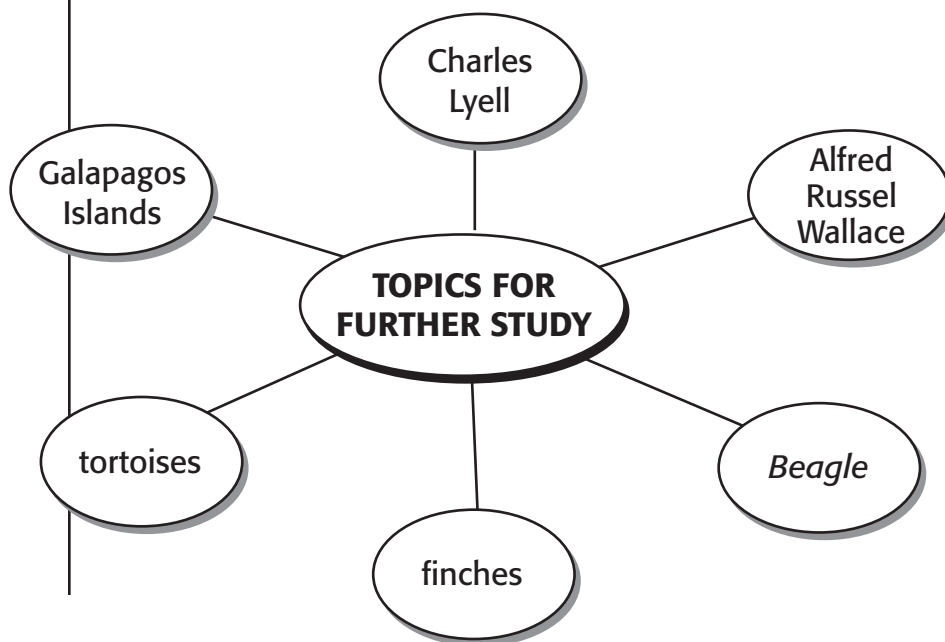 Charles
Lyell
Galapagos
Islands
Alfred
Russel
Wallace
TOPICS FOR
FURTHER STUDY
tortoises
Beagle
finches